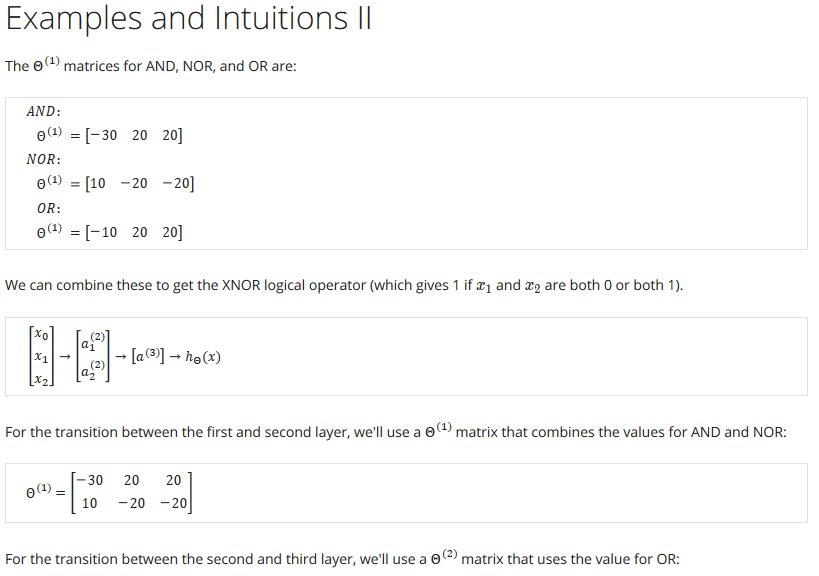 Examples and Intuitions II
The Θ⁽¹⁾ matrices for AND, NOR, and OR are:
AND:
Θ⁽¹⁾ = [−30 20 20]
NOR:
Θ⁽¹⁾ = [10 −20 −20]
OR:
Θ⁽¹⁾ = [−10 20 20]
We can combine these to get the XNOR logical operator (which gives 1 if x₁ and x₂ are both 0 or both 1).
[x₀ x₁ x₂] → [a₁⁽²⁾ a₂⁽²⁾] → [a⁽³⁾] → hΘ(x)
For the transition between the first and second layer, we'll use a Θ⁽¹⁾ matrix that combines the values for AND and NOR:
Θ⁽¹⁾ = [−30 20 20
10 −20 −20]
For the transition between the second and third layer, we'll use a Θ⁽²⁾ matrix that uses the value for OR: